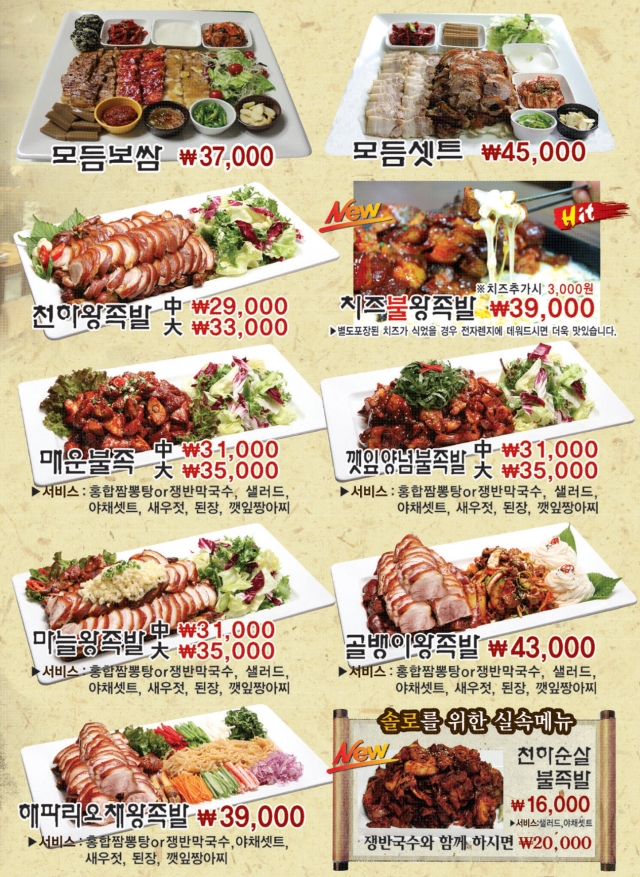 모듬보쌈 ₩37,000
모듬셋트 ₩45,000
천하왕족발 中 ₩29,000
大 ₩33,000
New
Hit
※치즈추가시 3,000원
치즈불왕족발 ₩39,000
▶별도포장된 치즈가 식었을 경우 전자렌지에 데워드시면 더욱 맛있습니다.
매운불족 中 ₩31,000
大 ₩35,000
▶서비스 : 홍합짬뽕탕or쟁반막국수, 샐러드,
야채셋트, 새우젓, 된장, 깻잎짱아찌
깻잎양념불족발 中 ₩31,000
大 ₩35,000
▶서비스 : 홍합짬뽕탕or쟁반막국수, 샐러드,
야채셋트, 새우젓, 된장, 깻잎짱아찌
마늘왕족발 中 ₩31,000
大 ₩35,000
▶서비스 : 홍합짬뽕탕or쟁반막국수, 샐러드,
야채셋트, 새우젓, 된장, 깻잎짱아찌
골뱅이왕족발 ₩43,000
▶서비스 : 홍합짬뽕탕or쟁반막국수, 샐러드,
야채셋트, 새우젓, 된장, 깻잎짱아찌
해파리오채왕족발 ₩39,000
▶서비스 : 홍합짬뽕탕or쟁반막국수,야채셋트,
새우젓, 된장, 깻잎짱아찌
솔로를 위한 실속메뉴
New
천하순살
불족발
₩16,000
▶서비스:샐러드,야채셋트
쟁반국수와 함께 하시면 ₩20,000